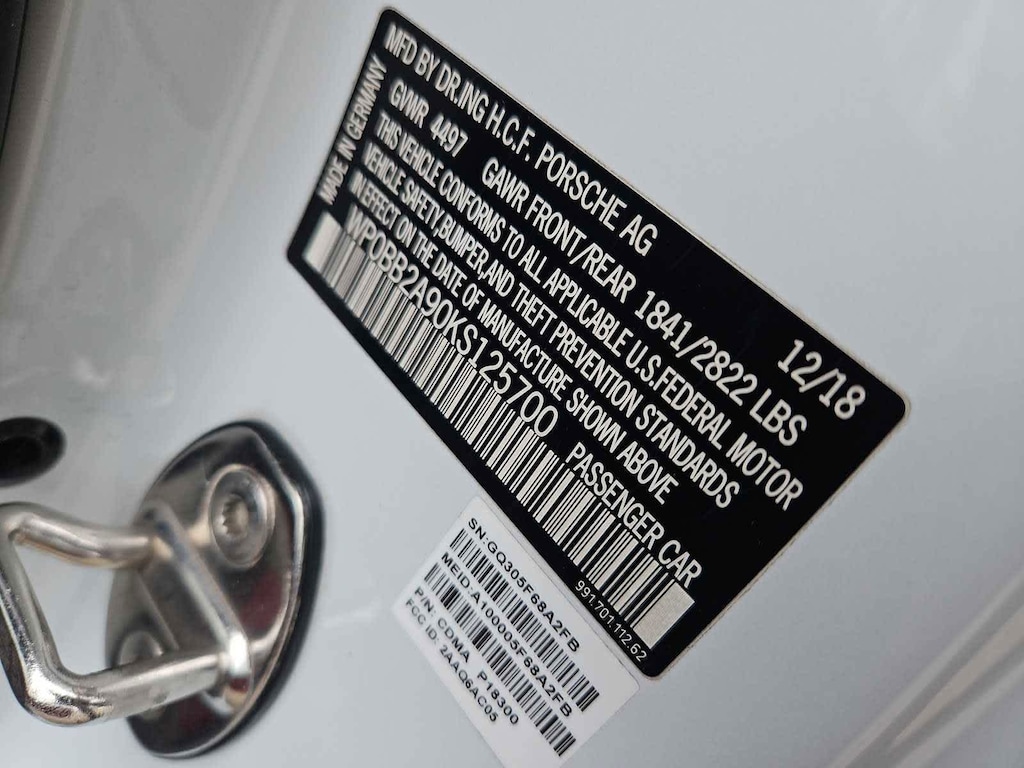 MFD BY DR.ING H.C.F. PORSCHE AG 12/18
MADE IN GERMANY
GVWR 4497 GAWR FRONT/REAR 1841/2822 LBS
THIS VEHICLE CONFORMS TO ALL APPLICABLE U.S.FEDERAL MOTOR
VEHICLE SAFETY,BUMPER,AND THEFT PREVENTION STANDARDS
IN EFFECT ON THE DATE OF MANUFACTURE SHOWN ABOVE
WP0BB2A90KS125700 PASSENGER CAR
991.701.112.62
SN:GQ305F68A2FB
MEID:A100005F68A2FB
P/N: CDMA P18300
FCC ID: 2AAQ6AC05